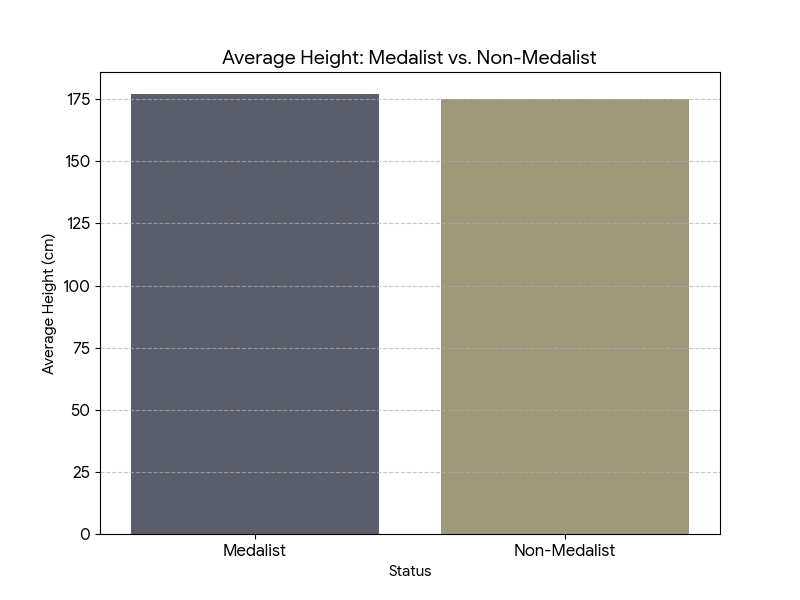 Average Height: Medalist vs. Non-Medalist
Average Height (cm)
175
150
125
100
75
50
25
0
Medalist
Non-Medalist
Status